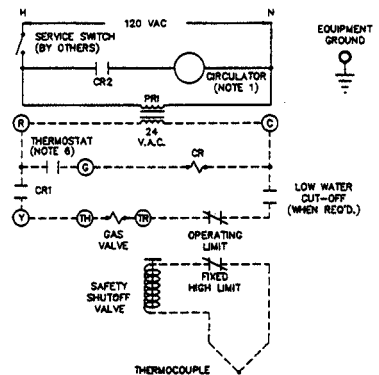 H 120 VAC N
SERVICE SWITCH
(BY OTHERS)
EQUIPMENT
GROUND
CR2
CIRCULATOR
(NOTE 1)
PRI
R
24
V.A.C.
C
THERMOSTAT
(NOTE 6)
G
CR
CR1
LOW WATER
CUT-OFF
(WHEN REQ'D.)
Y TH TR
GAS
VALVE
OPERATING
LIMIT
FIXED
HIGH LIMIT
SAFETY
SHUTOFF
VALVE
THERMOCOUPLE